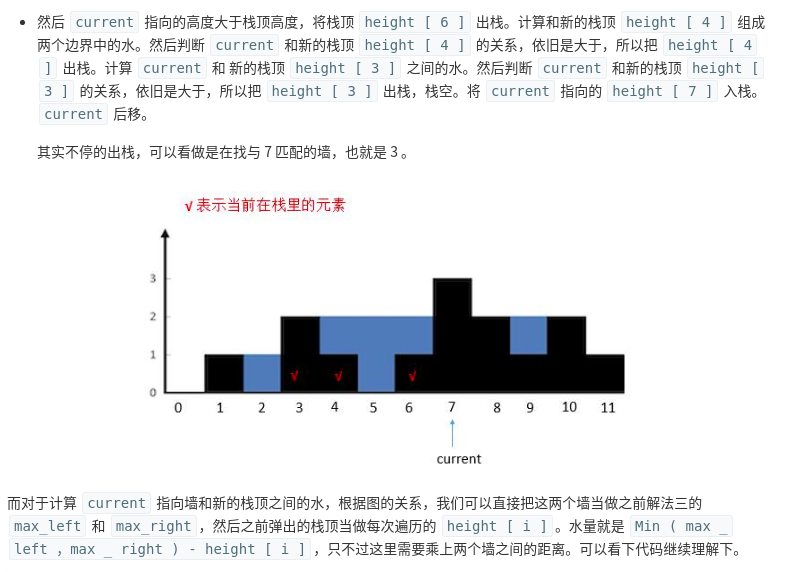 然后 current 指向的高度大于栈顶高度，将栈顶 height [ 6 ] 出栈。计算和新的栈顶 height [ 4 ] 组成
两个边界中的水。然后判断 current 和新的栈顶 height [ 4 ] 的关系，依旧是大于，所以把 height [ 4
] 出栈。计算 current 和 新的栈顶 height [ 3 ] 之间的水。然后判断 current 和新的栈顶 height [
3 ] 的关系，依旧是大于，所以把 height [ 3 ] 出栈，栈空。将 current 指向的 height [ 7 ] 入栈。
current 后移。
其实不停的出栈，可以看做是在找与 7 匹配的墙，也就是 3 。
√ 表示当前在栈里的元素
3
2
1
0
√ √ √
0 1 2 3 4 5 6 7 8 9 10 11
current
而对于计算 current 指向墙和新的栈顶之间的水，根据图的关系，我们可以直接把这两个墙当做之前解法三的
max_left 和 max_right ，然后之前弹出的栈顶当做每次遍历的 height [ i ] 。水量就是 Min ( max _
left ，max _ right ) - height [ i ] ，只不过这里需要乘上两个墙之间的距离。可以看下代码继续理解下。